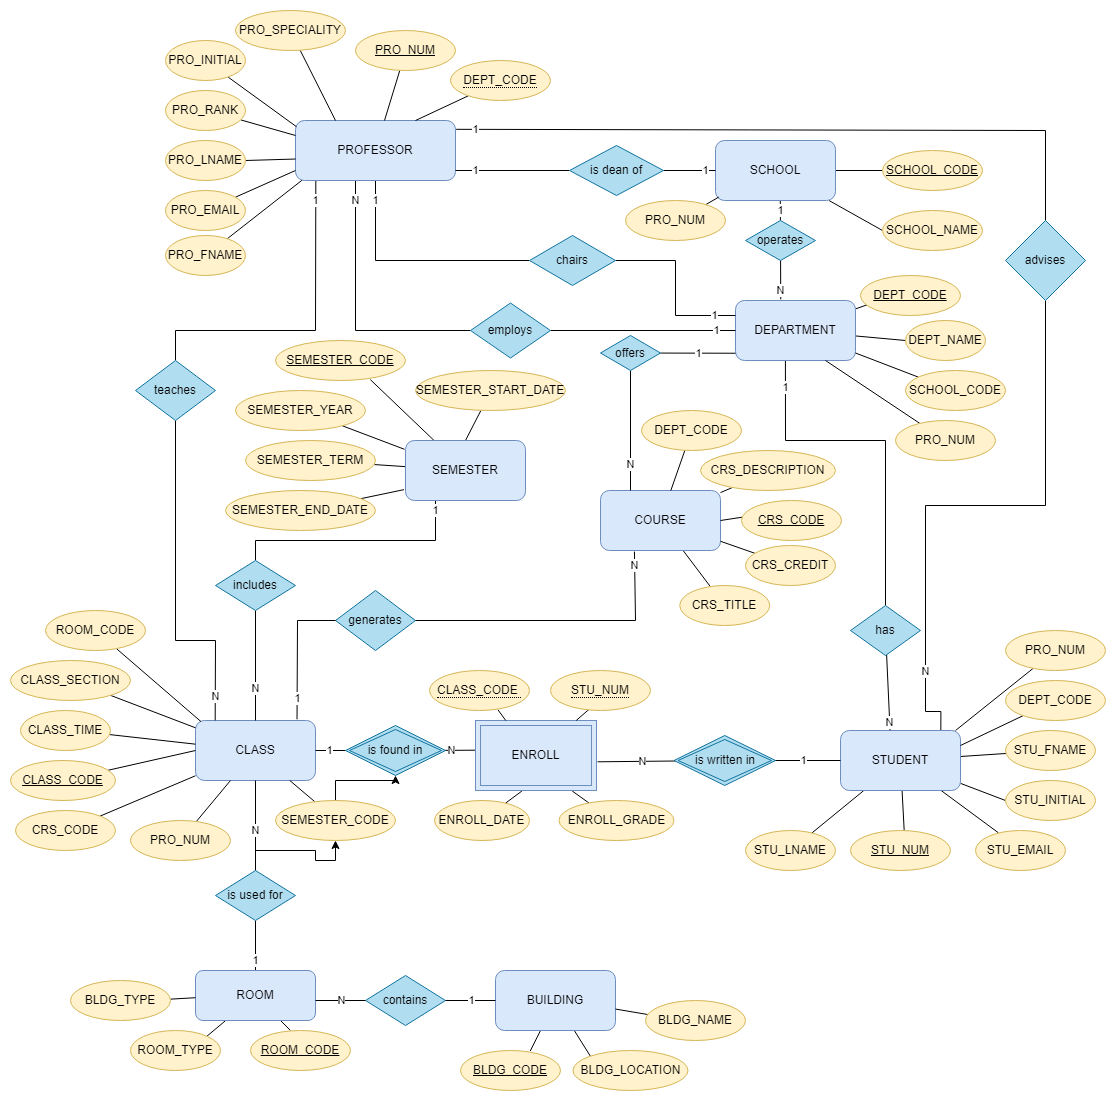 PRO_SPECIALITY
PRO_NUM
PRO_INITIAL
DEPT_CODE
PRO_RANK
PROFESSOR
1
PRO_LNAME
1
is dean of
1
SCHOOL
SCHOOL_CODE
PRO_EMAIL
1
N
1
PRO_NUM
1
SCHOOL_NAME
PRO_FNAME
operates
chairs
advises
N
DEPT_CODE
1
employs
1
DEPARTMENT
DEPT_NAME
offers
1
SEMESTER_CODE
teaches
SEMESTER_START_DATE
1
SCHOOL_CODE
SEMESTER_YEAR
DEPT_CODE
PRO_NUM
SEMESTER_TERM
SEMESTER
N
CRS_DESCRIPTION
SEMESTER_END_DATE
1
COURSE
CRS_CODE
N
CRS_CREDIT
includes
CRS_TITLE
generates
ROOM_CODE
has
PRO_NUM
CLASS_SECTION
N
N
1
CLASS_CODE
STU_NUM
N
DEPT_CODE
CLASS_TIME
N
CLASS
1
is found in
N
ENROLL
N
is written in
1
STUDENT
STU_FNAME
CLASS_CODE
STU_INITIAL
CRS_CODE
N
PRO_NUM
SEMESTER_CODE
ENROLL_DATE
ENROLL_GRADE
STU_LNAME
STU_NUM
STU_EMAIL
is used for
1
BLDG_TYPE
ROOM
N
contains
1
BUILDING
BLDG_NAME
ROOM_TYPE
ROOM_CODE
BLDG_CODE
BLDG_LOCATION